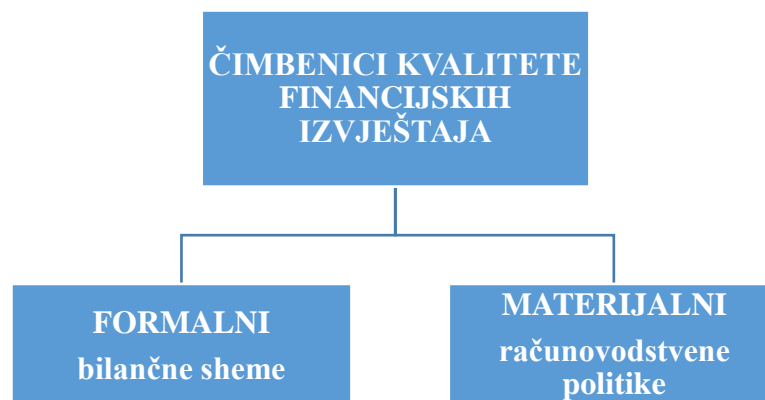 ČIMBENICI KVALITETE
FINANCIJSKIH
IZVJEŠTAJA
FORMALNI
bilančne sheme
MATERIJALNI
računovodstvene
politike